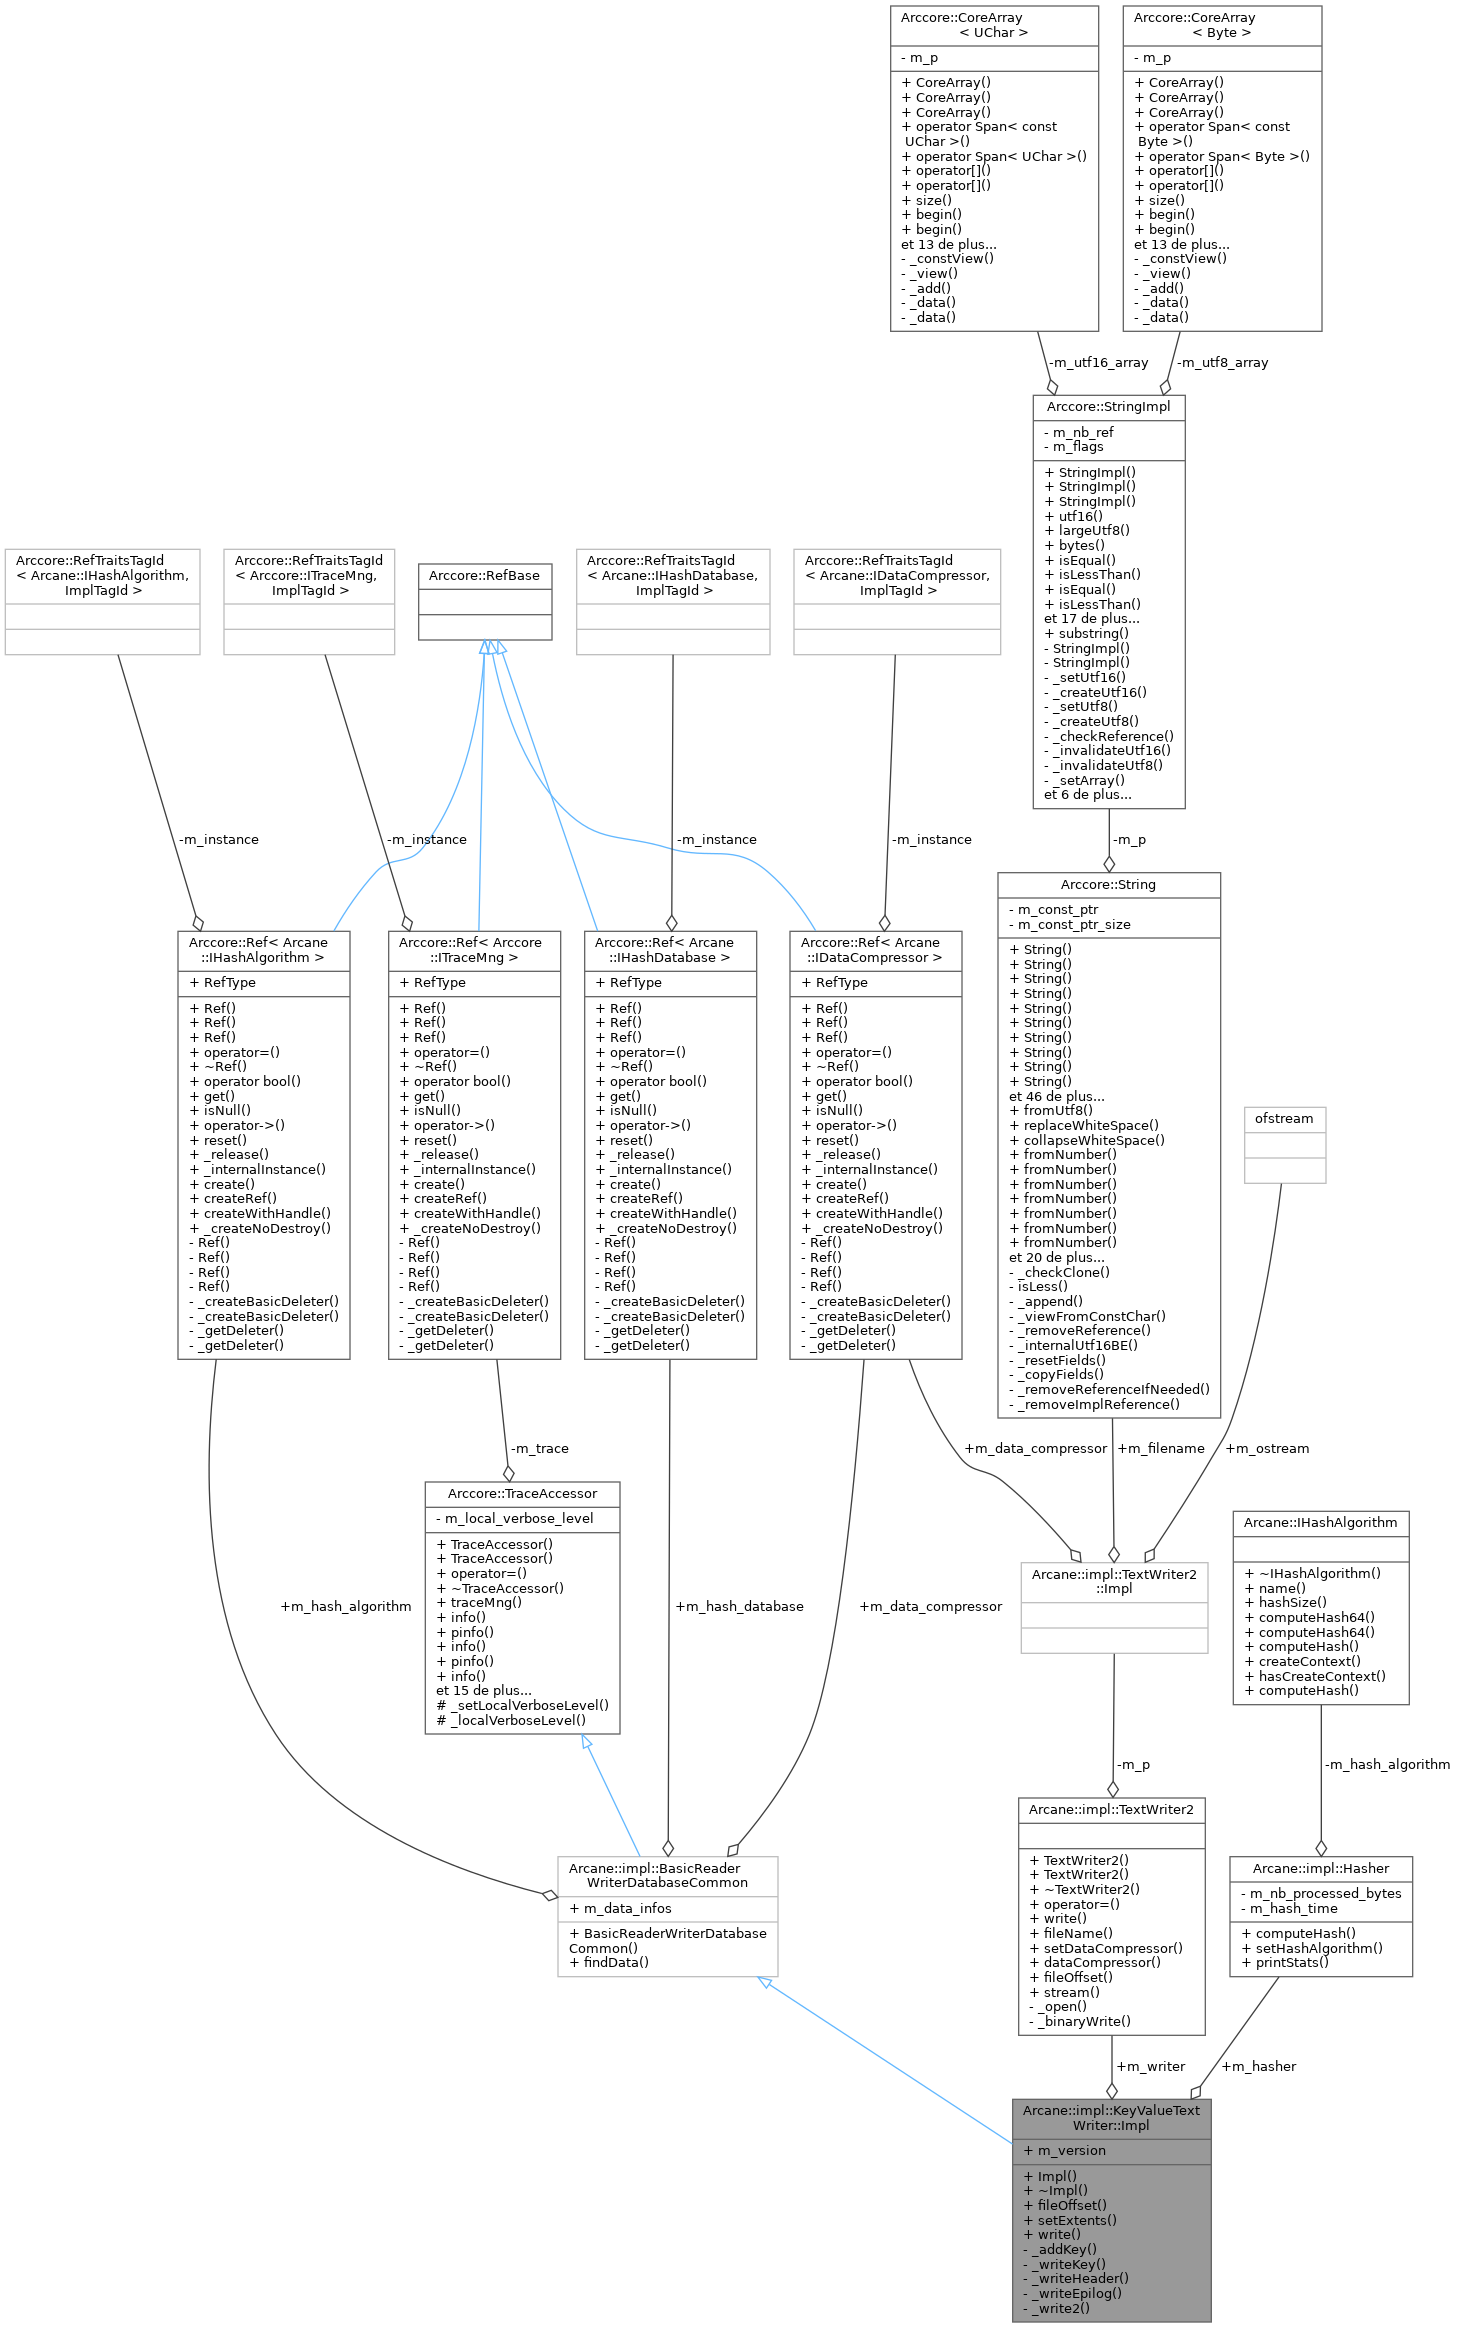 Arccore::CoreArray
< UChar >
- m_p
+ CoreArray()
+ CoreArray()
+ CoreArray()
+ operator Span< const
UChar >()
+ operator Span< UChar >()
+ operator[]()
+ operator[]()
+ size()
+ begin()
+ begin()
et 13 de plus...
- _constView()
- _view()
- _add()
- _data()
- _data()
Arccore::CoreArray
< Byte >
- m_p
+ CoreArray()
+ CoreArray()
+ CoreArray()
+ operator Span< const
Byte >()
+ operator Span< Byte >()
+ operator[]()
+ operator[]()
+ size()
+ begin()
+ begin()
et 13 de plus...
- _constView()
- _view()
- _add()
- _data()
- _data()
-m_utf16_array
-m_utf8_array
Arccore::StringImpl
- m_nb_ref
- m_flags
+ StringImpl()
+ StringImpl()
+ StringImpl()
+ utf16()
+ largeUtf8()
+ bytes()
+ isEqual()
+ isLessThan()
+ isEqual()
+ isLessThan()
et 17 de plus...
+ substring()
- StringImpl()
- StringImpl()
- _setUtf16()
- _createUtf16()
- _setUtf8()
- _createUtf8()
- _checkReference()
- _invalidateUtf16()
- _invalidateUtf8()
- _setArray()
et 6 de plus...
Arccore::RefTraitsTagId
< Arcane::IHashAlgorithm,
ImplTagId >
Arccore::RefTraitsTagId
< Arccore::ITraceMng,
ImplTagId >
Arccore::RefBase
Arccore::RefTraitsTagId
< Arcane::IHashDatabase,
ImplTagId >
Arccore::RefTraitsTagId
< Arcane::IDataCompressor,
ImplTagId >
-m_instance
-m_instance
-m_instance
-m_instance
-m_p
Arccore::Ref< Arcane
::IHashAlgorithm >
+ RefType
+ Ref()
+ Ref()
+ Ref()
+ operator=()
+ ~Ref()
+ operator bool()
+ get()
+ isNull()
+ operator->()
+ reset()
+ _release()
+ _internalInstance()
+ create()
+ createRef()
+ createWithHandle()
+ _createNoDestroy()
- Ref()
- Ref()
- Ref()
- Ref()
- _createBasicDeleter()
- _createBasicDeleter()
- _getDeleter()
- _getDeleter()
Arccore::Ref< Arccore
::ITraceMng >
+ RefType
+ Ref()
+ Ref()
+ Ref()
+ operator=()
+ ~Ref()
+ operator bool()
+ get()
+ isNull()
+ operator->()
+ reset()
+ _release()
+ _internalInstance()
+ create()
+ createRef()
+ createWithHandle()
+ _createNoDestroy()
- Ref()
- Ref()
- Ref()
- Ref()
- _createBasicDeleter()
- _createBasicDeleter()
- _getDeleter()
- _getDeleter()
Arccore::Ref< Arcane
::IHashDatabase >
+ RefType
+ Ref()
+ Ref()
+ Ref()
+ operator=()
+ ~Ref()
+ operator bool()
+ get()
+ isNull()
+ operator->()
+ reset()
+ _release()
+ _internalInstance()
+ create()
+ createRef()
+ createWithHandle()
+ _createNoDestroy()
- Ref()
- Ref()
- Ref()
- Ref()
- _createBasicDeleter()
- _createBasicDeleter()
- _getDeleter()
- _getDeleter()
Arccore::Ref< Arcane
::IDataCompressor >
+ RefType
+ Ref()
+ Ref()
+ Ref()
+ operator=()
+ ~Ref()
+ operator bool()
+ get()
+ isNull()
+ operator->()
+ reset()
+ _release()
+ _internalInstance()
+ create()
+ createRef()
+ createWithHandle()
+ _createNoDestroy()
- Ref()
- Ref()
- Ref()
- Ref()
- _createBasicDeleter()
- _createBasicDeleter()
- _getDeleter()
- _getDeleter()
Arccore::String
- m_const_ptr
- m_const_ptr_size
+ String()
+ String()
+ String()
+ String()
+ String()
+ String()
+ String()
+ String()
+ String()
+ String()
et 46 de plus...
+ fromUtf8()
+ replaceWhiteSpace()
+ collapseWhiteSpace()
+ fromNumber()
+ fromNumber()
+ fromNumber()
+ fromNumber()
+ fromNumber()
+ fromNumber()
+ fromNumber()
et 20 de plus...
- _checkClone()
- isLess()
- _append()
- _viewFromConstChar()
- _removeReference()
- _internalUtf16BE()
- _resetFields()
- _copyFields()
- _removeReferenceIfNeeded()
- _removeImplReference()
ofstream
-m_trace
+m_data_compressor
+m_filename
+m_ostream
Arccore::TraceAccessor
- m_local_verbose_level
+ TraceAccessor()
+ TraceAccessor()
+ operator=()
+ ~TraceAccessor()
+ traceMng()
+ info()
+ pinfo()
+ info()
+ pinfo()
+ info()
et 15 de plus...
# _setLocalVerboseLevel()
# _localVerboseLevel()
Arcane::impl::TextWriter2
::Impl
Arcane::IHashAlgorithm
+ ~IHashAlgorithm()
+ name()
+ hashSize()
+ computeHash64()
+ computeHash64()
+ computeHash()
+ createContext()
+ hasCreateContext()
+ computeHash()
+m_hash_algorithm
+m_hash_database
+m_data_compressor
-m_p
-m_hash_algorithm
Arcane::impl::BasicReader
WriterDatabaseCommon
+ m_data_infos
+ BasicReaderWriterDatabase
Common()
+ findData()
Arcane::impl::TextWriter2
+ TextWriter2()
+ TextWriter2()
+ ~TextWriter2()
+ operator=()
+ write()
+ fileName()
+ setDataCompressor()
+ dataCompressor()
+ fileOffset()
+ stream()
- _open()
- _binaryWrite()
Arcane::impl::Hasher
- m_nb_processed_bytes
- m_hash_time
+ computeHash()
+ setHashAlgorithm()
+ printStats()
+m_writer
+m_hasher
Arcane::impl::KeyValueText
Writer::Impl
+ m_version
+ Impl()
+ ~Impl()
+ fileOffset()
+ setExtents()
+ write()
- _addKey()
- _writeKey()
- _writeHeader()
- _writeEpilog()
- _write2()